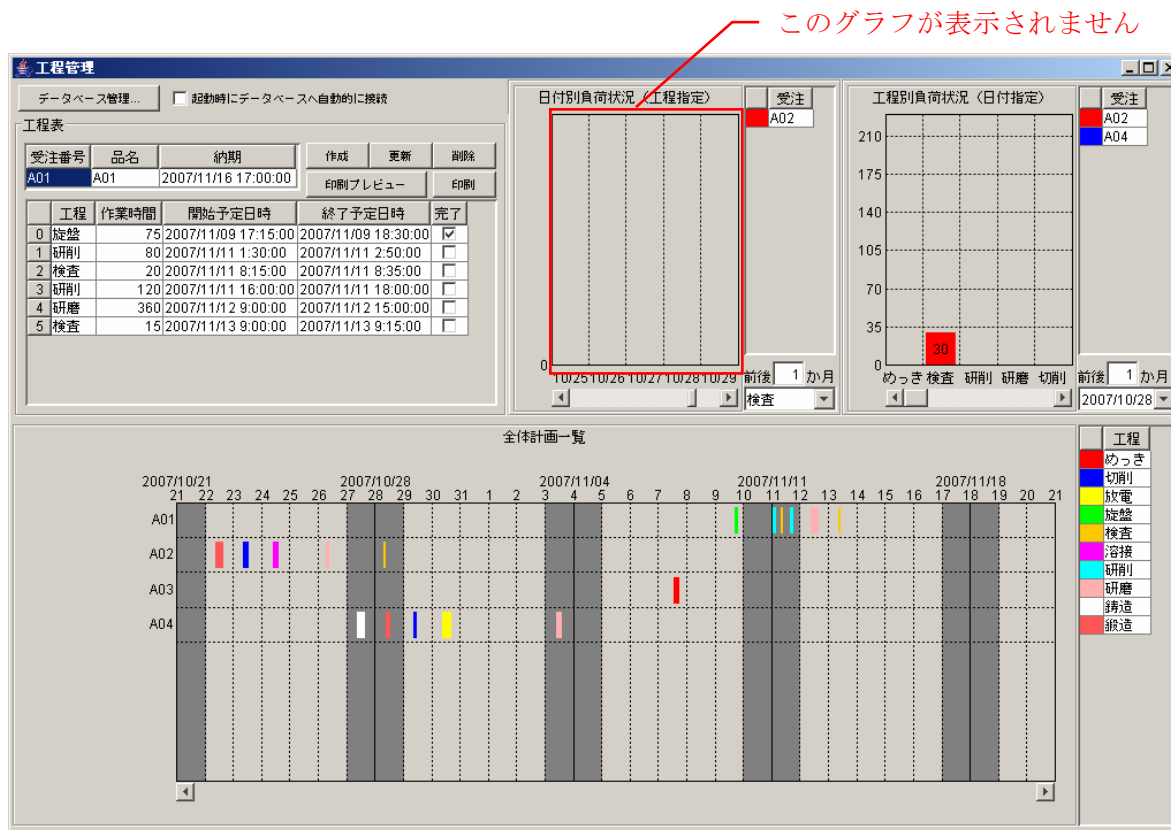 このグラフが表示されません
工程管理
データベース管理... 起動時にデータベースへ自動的に接続
工程表
受注番号 品名 納期
A01 A01 2007/11/16 17:00:00
作成 更新 削除
印刷プレビュー 印刷
工程 作業時間 開始予定日時 終了予定日時 完了
0 旋盤 75 2007/11/09 17:15:00 2007/11/09 18:30:00
1 研削 80 2007/11/11 1:30:00 2007/11/11 2:50:00
2 検査 20 2007/11/11 8:15:00 2007/11/11 8:35:00
3 研削 120 2007/11/11 16:00:00 2007/11/11 18:00:00
4 研磨 360 2007/11/12 9:00:00 2007/11/12 15:00:00
5 検査 15 2007/11/13 9:00:00 2007/11/13 9:15:00
日付別負荷状況（工程指定）
0
10/25 10/26 10/27 10/28 10/29
受注
A02
前後 1 か月
検査
工程別負荷状況（日付指定）
210
175
140
105
70
35
0
30
めっき 検査 研削 研磨 切削
受注
A02
A04
前後 1 か月
2007/10/28
全体計画一覧
2007/10/21 2007/10/28 2007/11/04 2007/11/11 2007/11/18
21 22 23 24 25 26 27 28 29 30 31 1 2 3 4 5 6 7 8 9 10 11 12 13 14 15 16 17 18 19 20 21
A01
A02
A03
A04
工程
めっき
切削
放電
旋盤
検査
溶接
研削
研磨
鋳造
鍛造